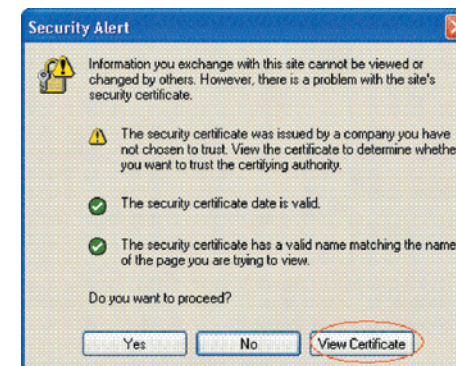 Security Alert
Information you exchange with this site cannot be viewed or
changed by others. However, there is a problem with the site's
security certificate.
The security certificate was issued by a company you have
not chosen to trust. View the certificate to determine whethe
you want to trust the certifying authority.
The security certificate date is valid.
The security certificate has a valid name matching the name
of the page you are trying to view.
Do you want to proceed?
Yes No View Certificate